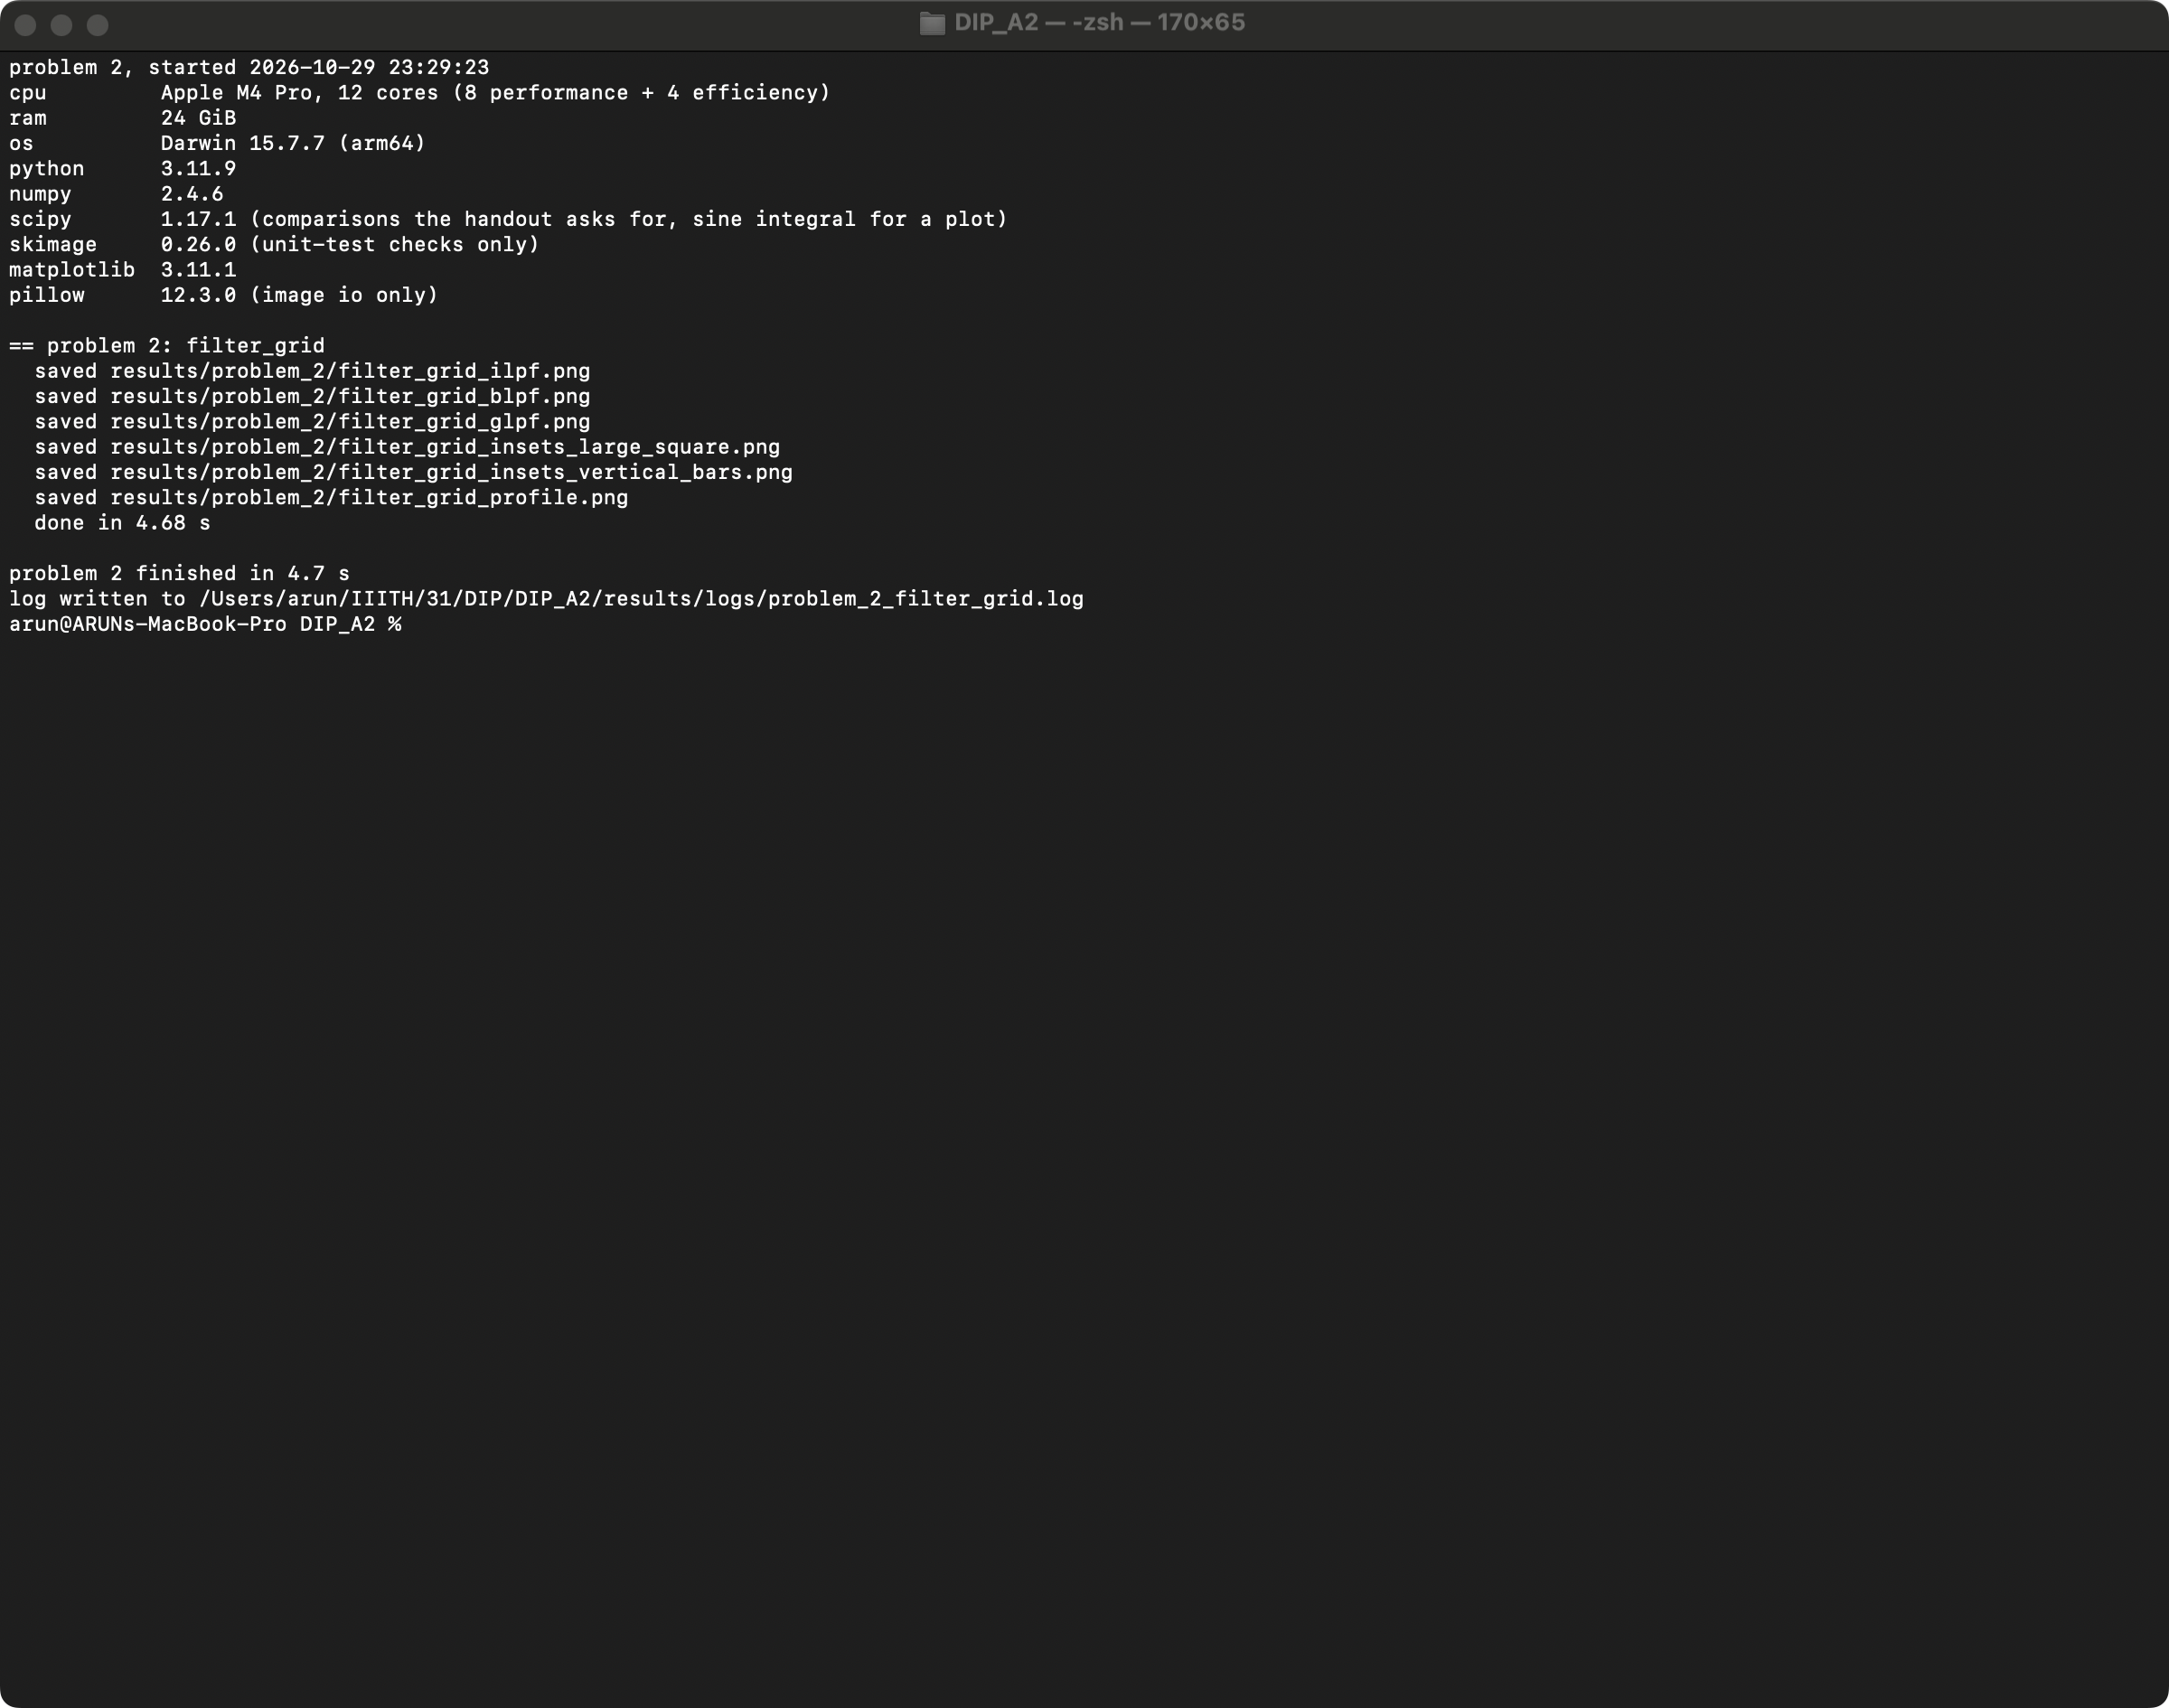 DIP_A2 — -zsh — 170×65
problem 2, started 2026-10-29 23:29:23
cpu         Apple M4 Pro, 12 cores (8 performance + 4 efficiency)
ram         24 GiB
os          Darwin 15.7.7 (arm64)
python      3.11.9
numpy       2.4.6
scipy       1.17.1 (comparisons the handout asks for, sine integral for a plot)
skimage     0.26.0 (unit-test checks only)
matplotlib  3.11.1
pillow      12.3.0 (image io only)

== problem 2: filter_grid
  saved results/problem_2/filter_grid_ilpf.png
  saved results/problem_2/filter_grid_blpf.png
  saved results/problem_2/filter_grid_glpf.png
  saved results/problem_2/filter_grid_insets_large_square.png
  saved results/problem_2/filter_grid_insets_vertical_bars.png
  saved results/problem_2/filter_grid_profile.png
  done in 4.68 s

problem 2 finished in 4.7 s
log written to /Users/arun/IIITH/31/DIP/DIP_A2/results/logs/problem_2_filter_grid.log
arun@ARUNs-MacBook-Pro DIP_A2 %